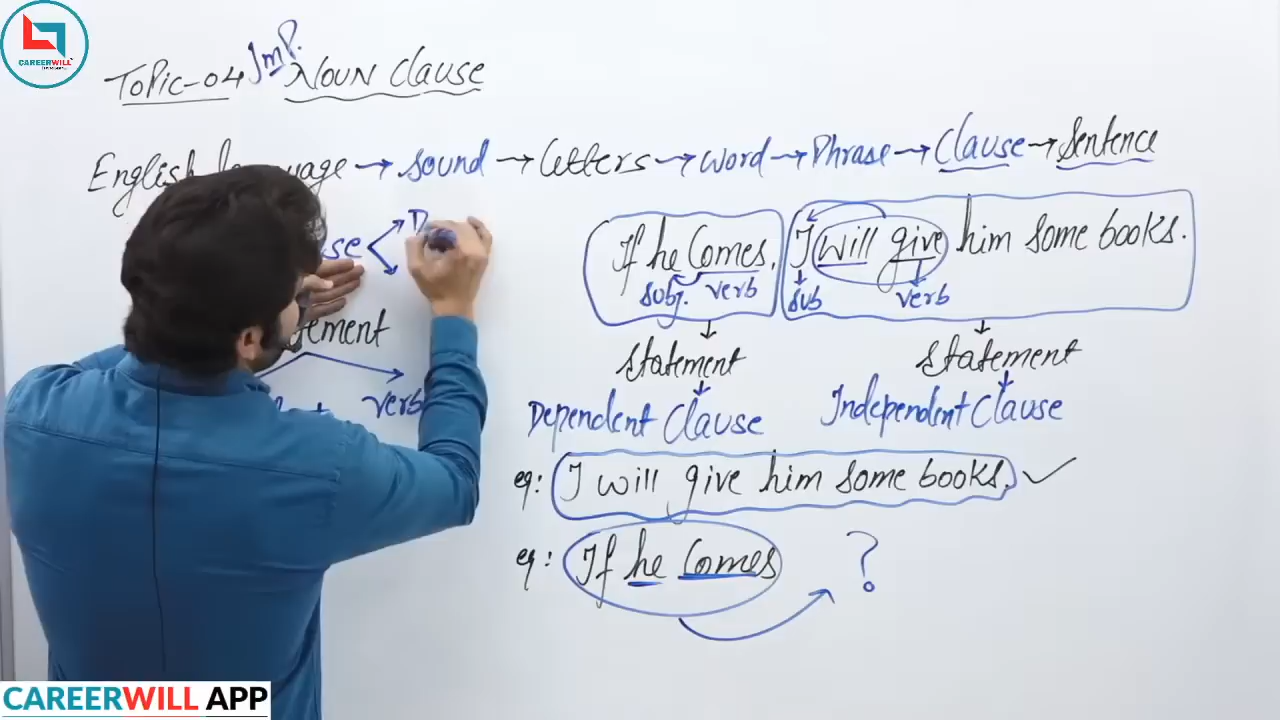 CAREERWILL
Topic-04 Imp. Noun Clause
English language → sound → letters → word → Phrase → Clause → Sentence
If he Comes, I will give him some books.
subj. verb sub verb
Statement Statement
verb
Dependent Clause Independent Clause
eg: I will give him some books. ✓
eg: If he Comes ?
CAREERWILL APP